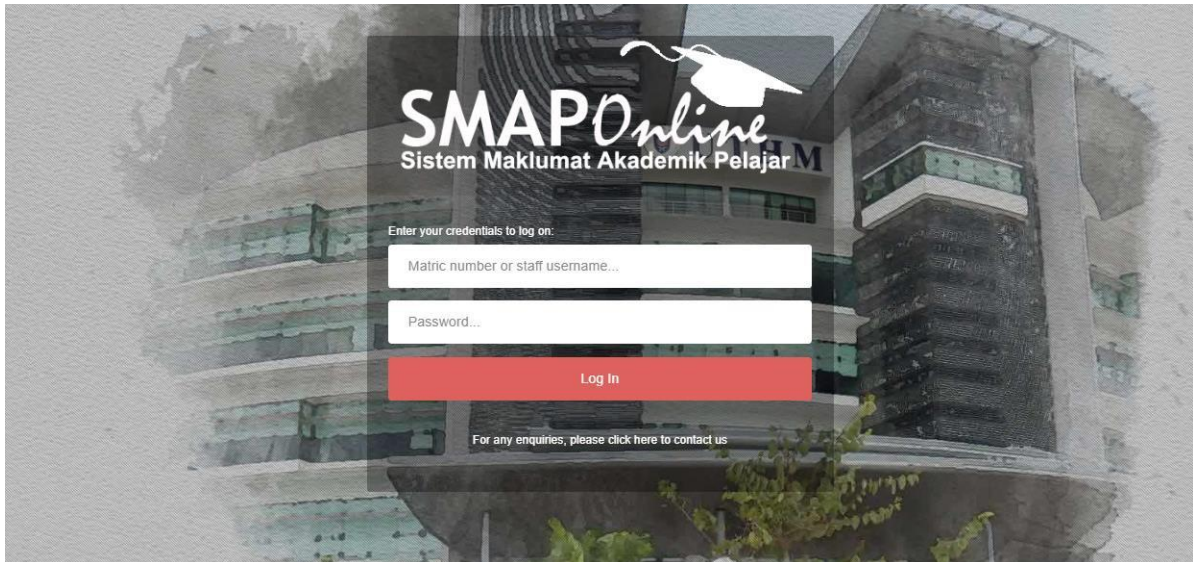 SMAPOnline
Sistem Maklumat Akademik Pelajar
UTHM
Enter your credentials to log on:
Matric number or staff username...
Password...
Log In
For any enquiries, please click here to contact us